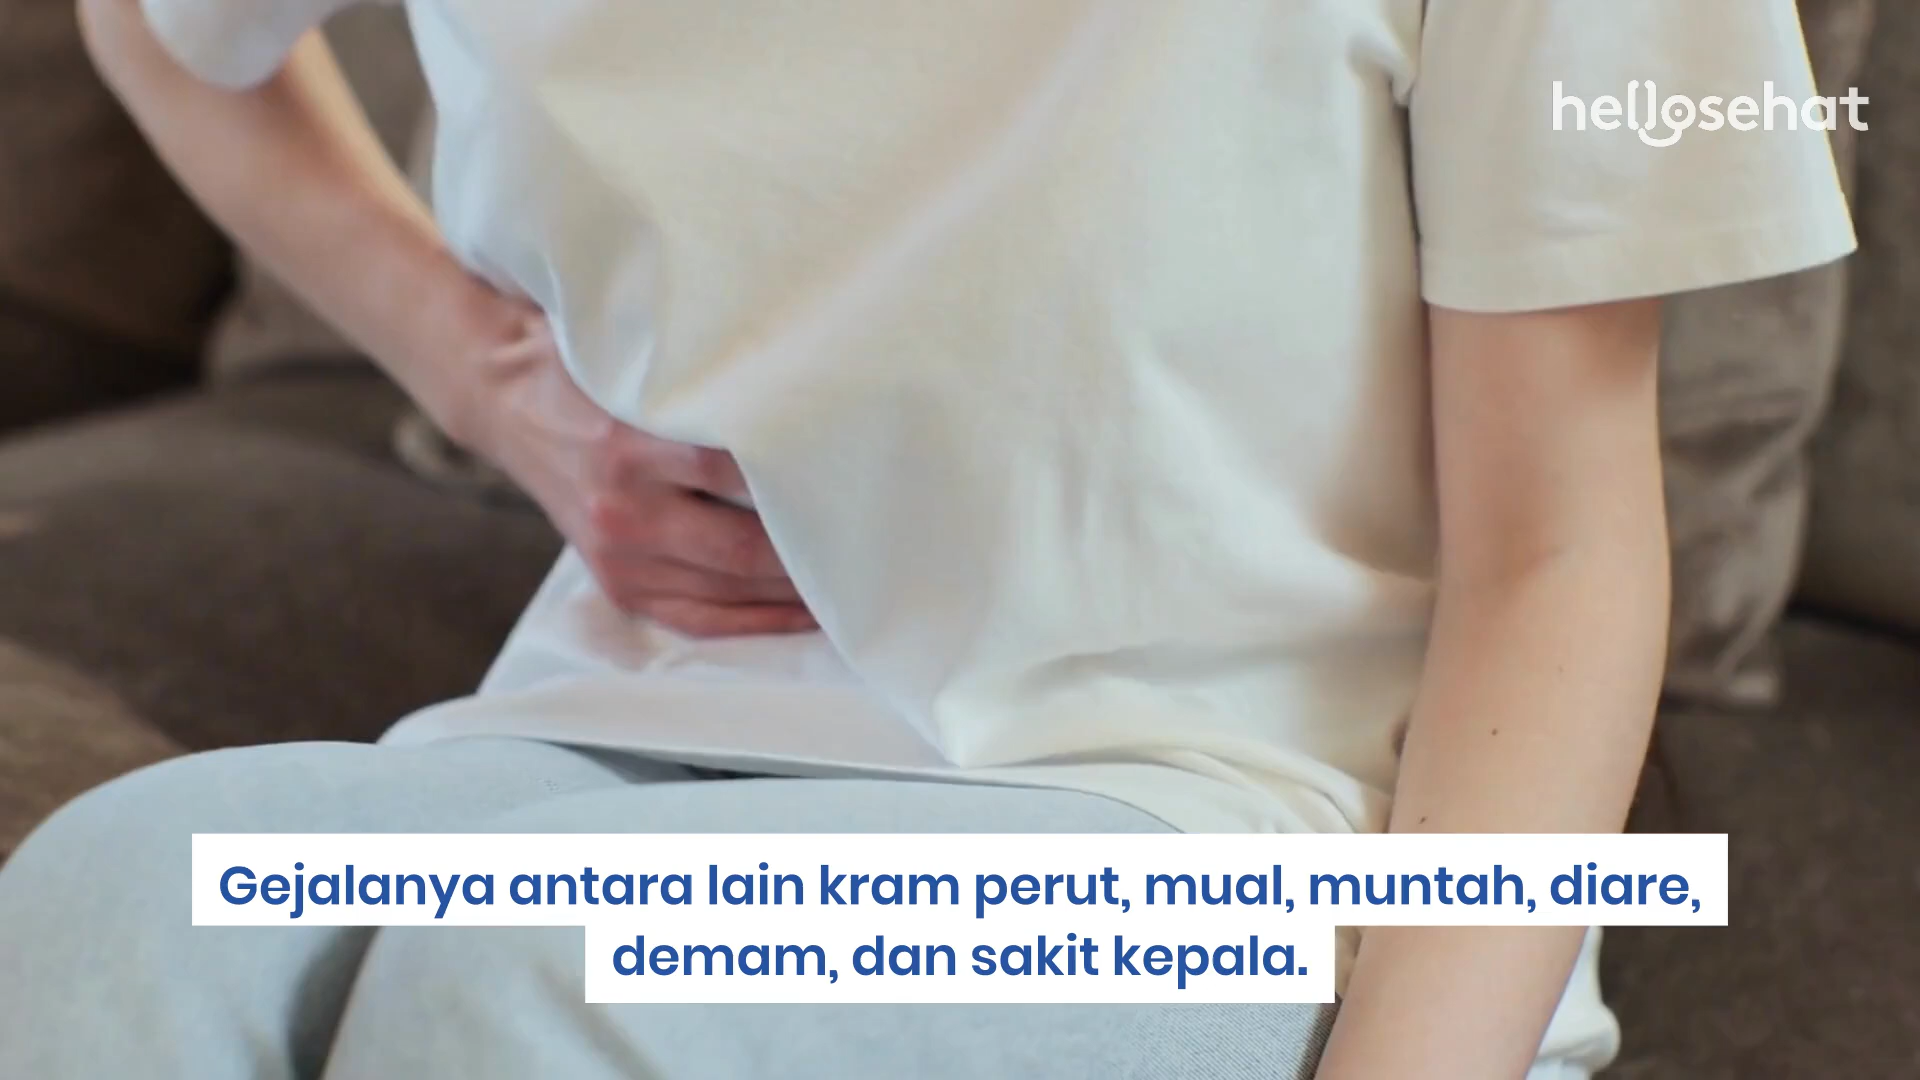 hellosehat
Gejalanya antara lain kram perut, mual, muntah, diare,
demam, dan sakit kepala.